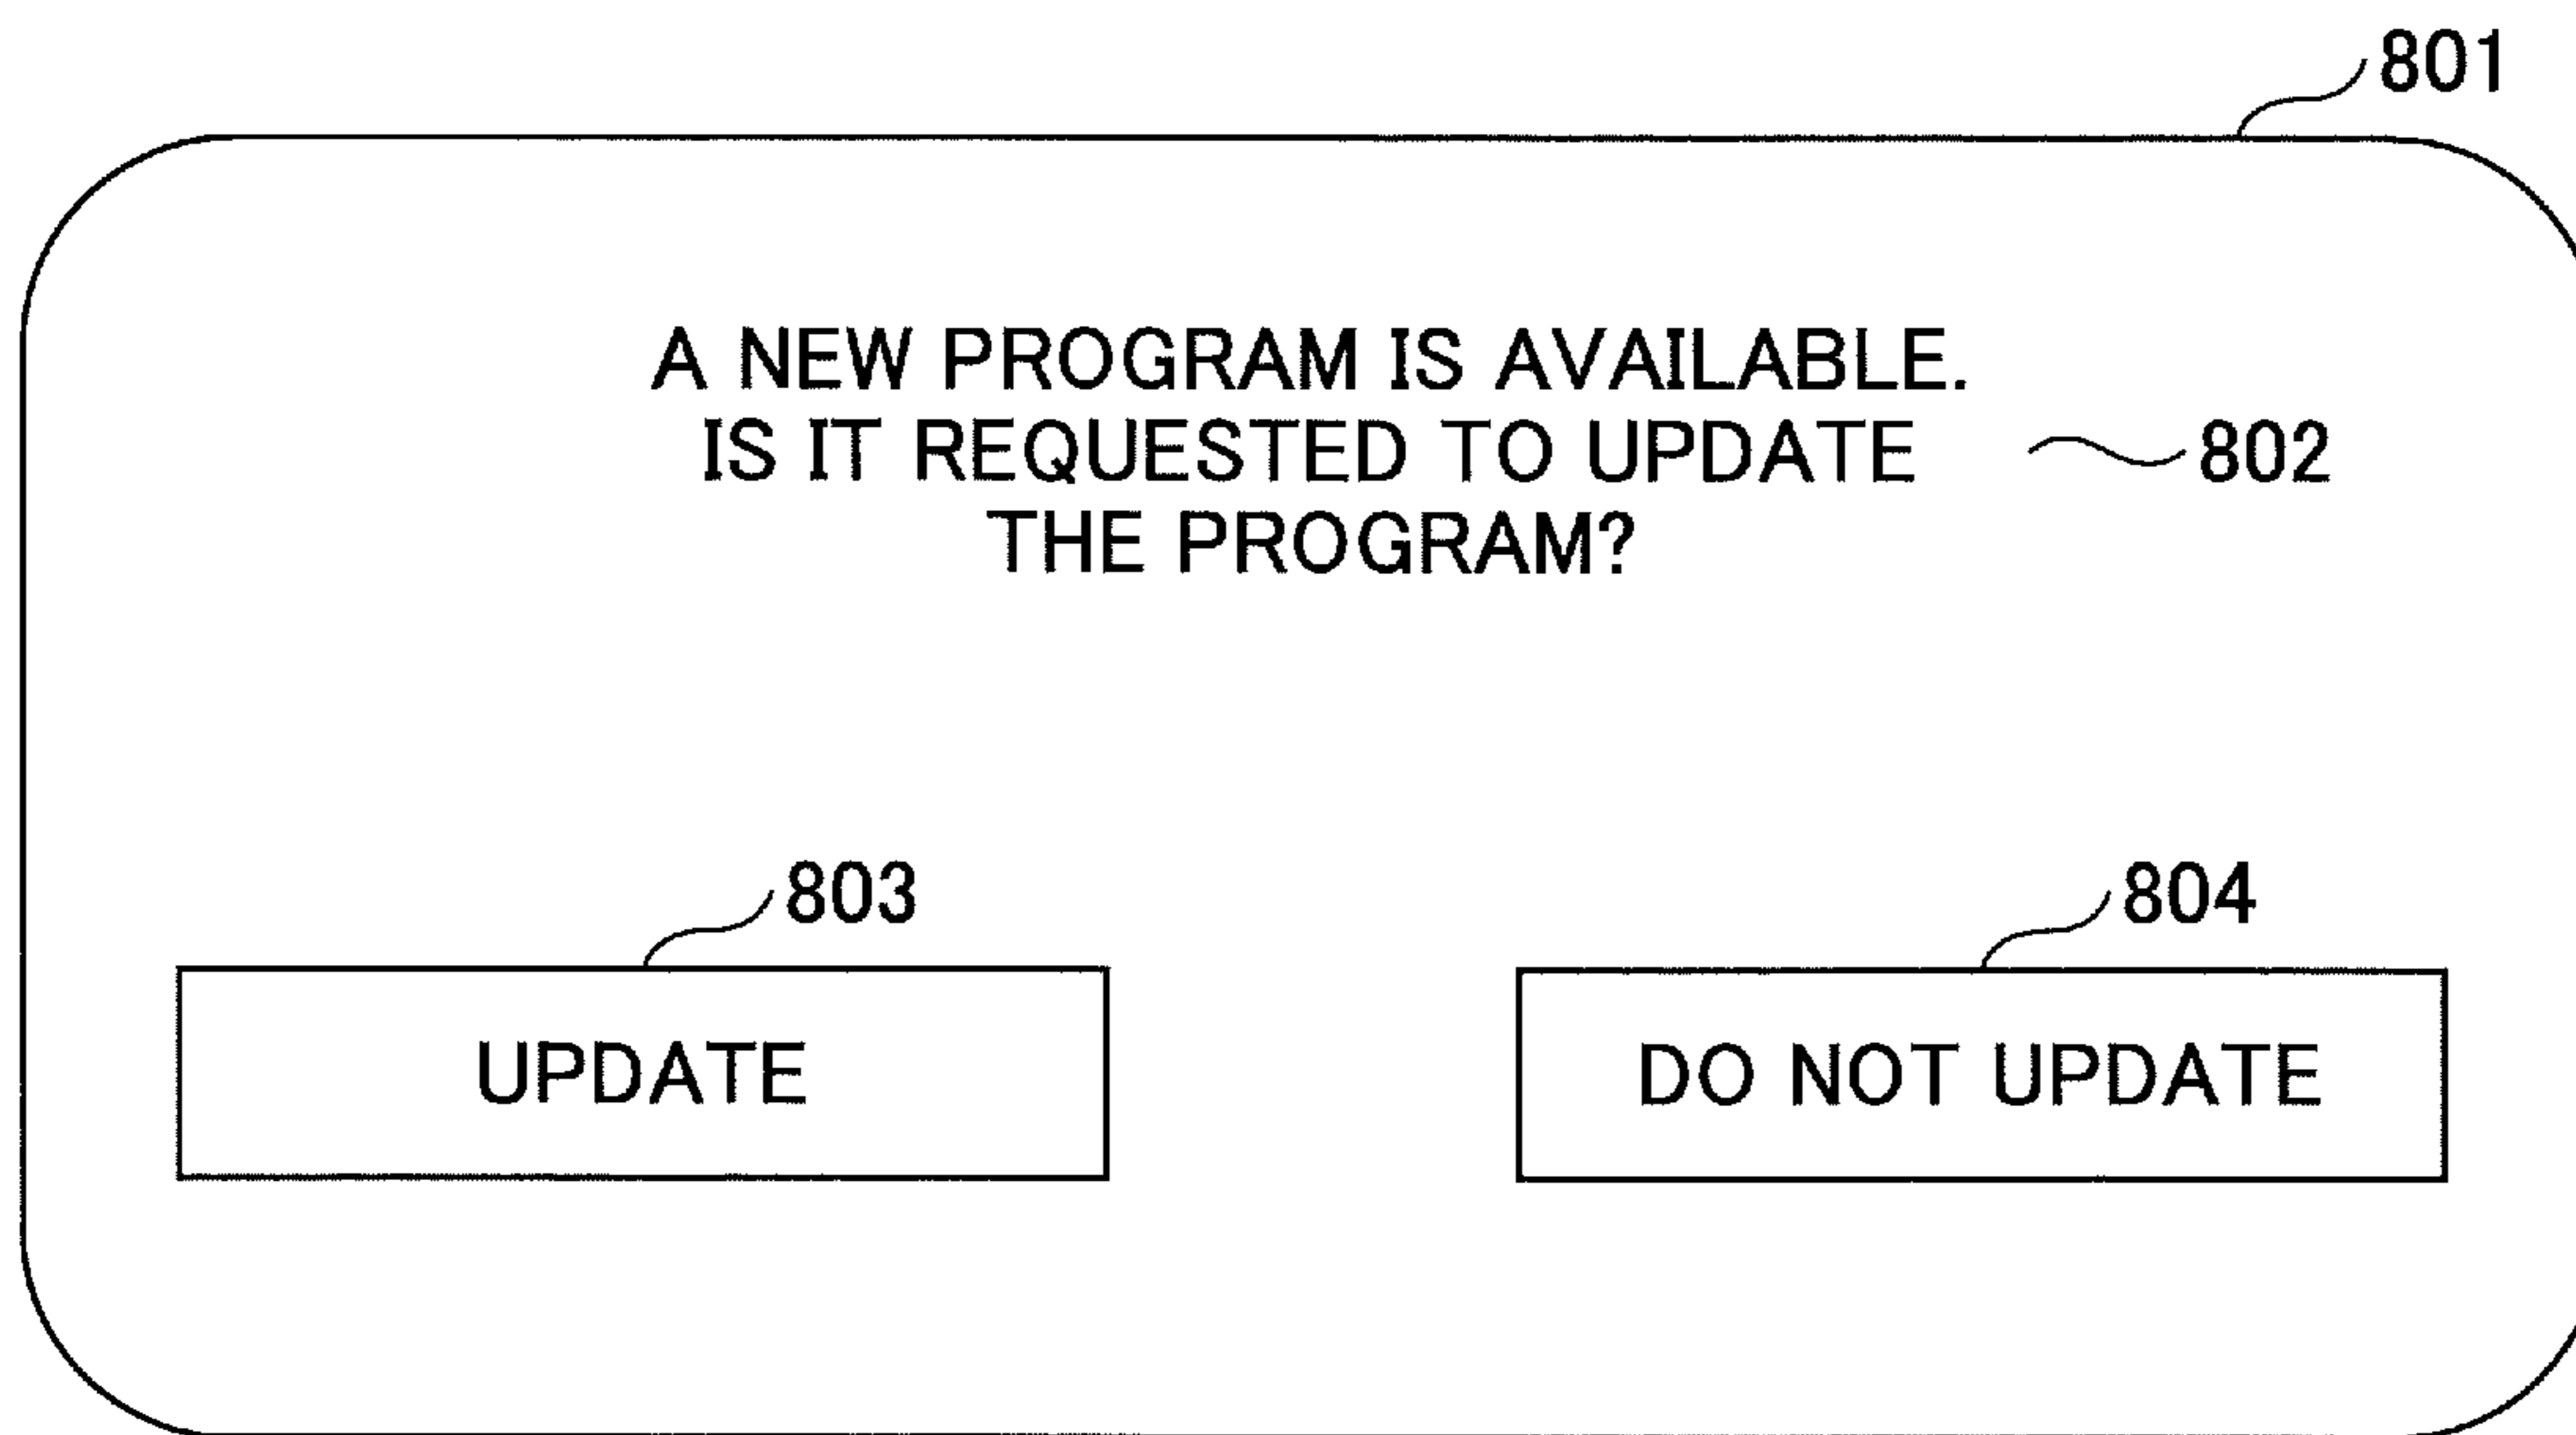 801
A NEW PROGRAM IS AVAILABLE.
IS IT REQUESTED TO UPDATE 802
THE PROGRAM?
803 804
UPDATE DO NOT UPDATE